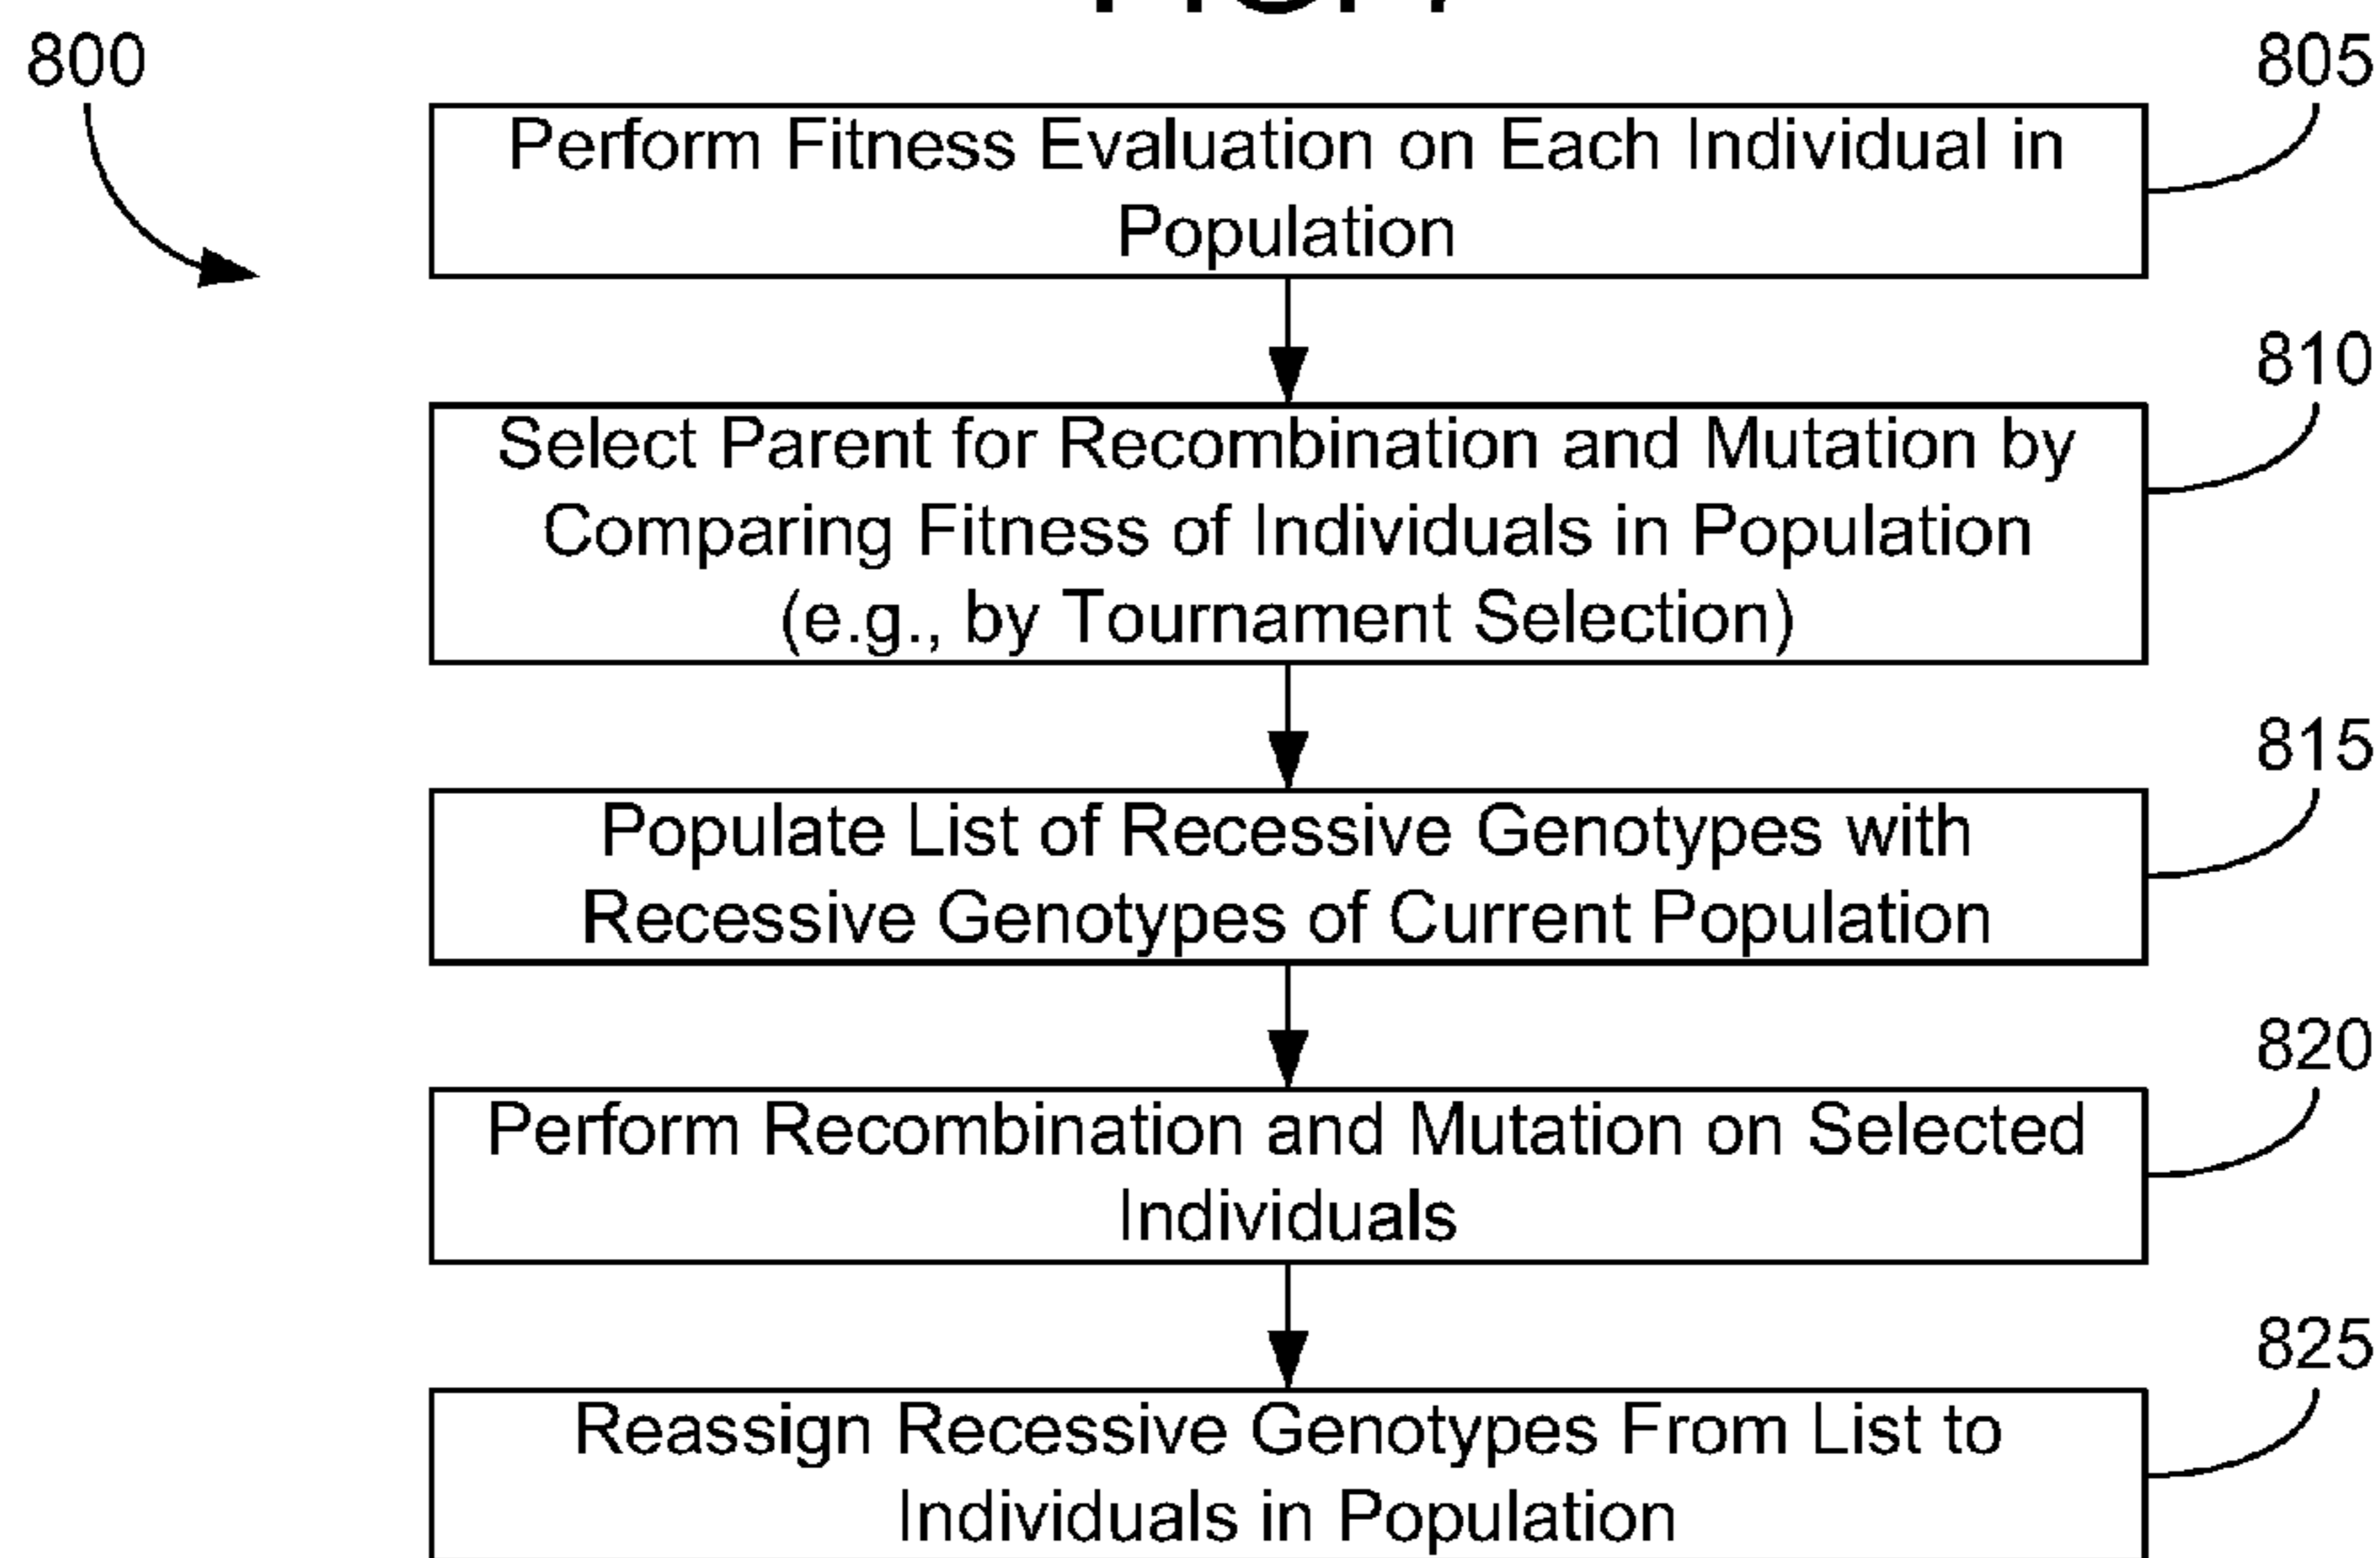 800
805
Perform Fitness Evaluation on Each Individual in
Population
810
Select Parent for Recombination and Mutation by
Comparing Fitness of Individuals in Population
(e.g., by Tournament Selection)
815
Populate List of Recessive Genotypes with
Recessive Genotypes of Current Population
820
Perform Recombination and Mutation on Selected
Individuals
825
Reassign Recessive Genotypes From List to
Individuals in Population